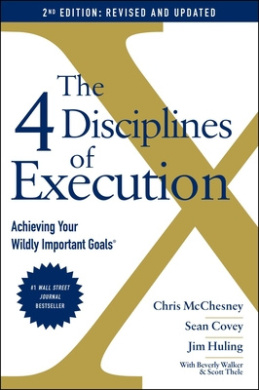 2ND EDITION: REVISED AND UPDATED
The
4 Disciplines
of
Execution
Achieving Your
Wildly Important Goals®
#1 WALL STREET
JOURNAL
BESTSELLER
Chris McChesney
Sean Covey
Jim Huling
With Beverly Walker
& Scott Thele